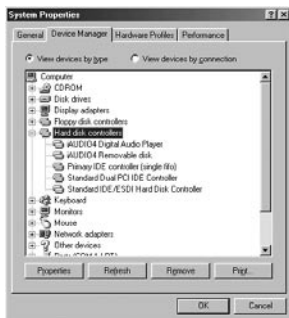 System Properties
General Device Manager Hardware Profiles Performance
View devices by type View devices by connection
Computer
CDROM
Disk drives
Display adapters
Floppy disk controllers
Hard disk controllers
iAUDIO4 Digital Audio Player
iAUDIO4 Removable disk
Primary IDE controller (single fifo)
Standard Dual PCI IDE Controller
Standard IDE/ESDI Hard Disk Controller
Keyboard
Monitors
Mouse
Network adapters
Other devices
Properties Refresh Remove Print...
OK Cancel